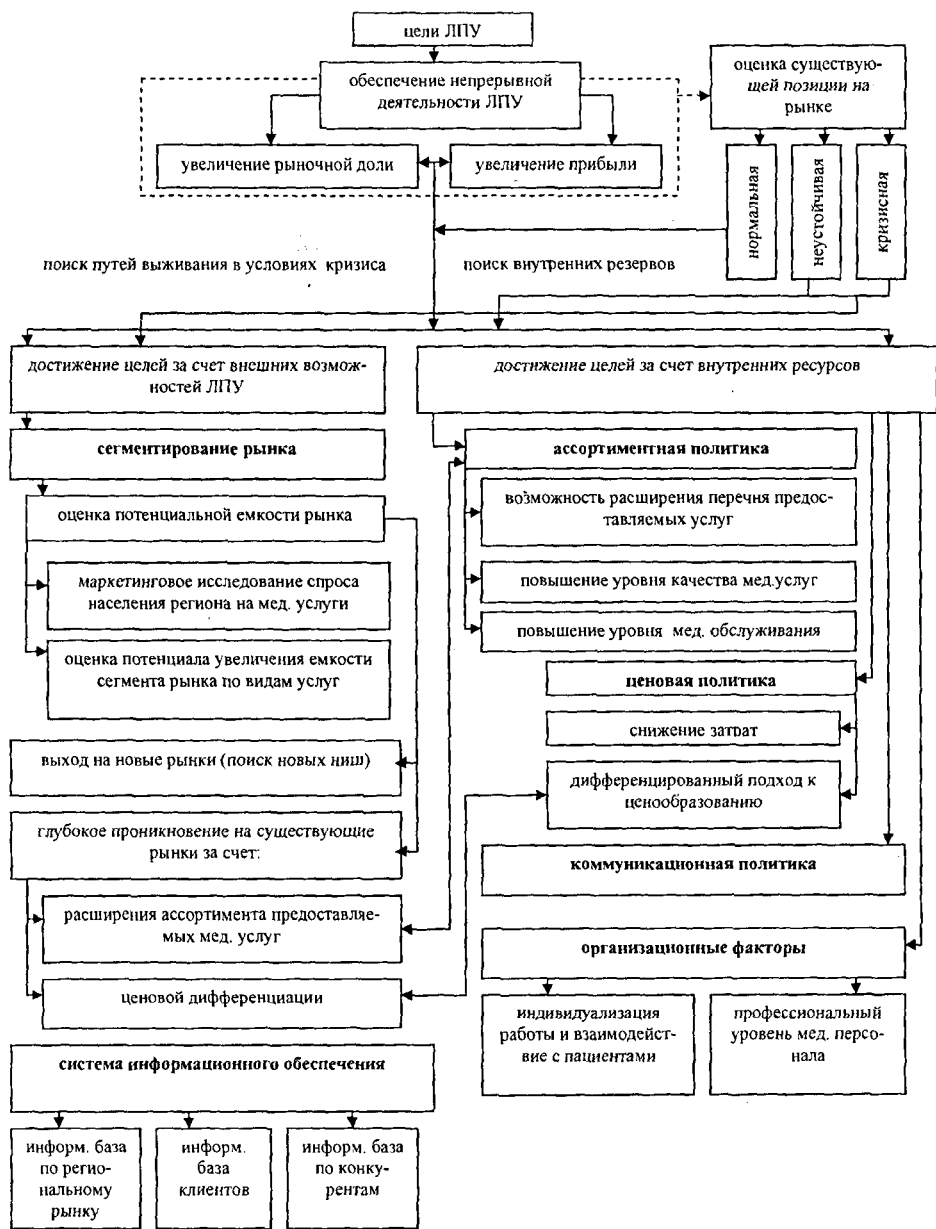 цели ЛПУ
обеспечение непрерывной
деятельности ЛПУ
оценка существую-
щей позиции на
рынке
увеличение рыночной доли
увеличение прибыли
нормальная
неустойчивая
кризисная
поиск путей выживания в условиях кризиса
поиск внутренних резервов
достижение целей за счет внешних возмож-
ностей ЛПУ
достижение целей за счет внутренних ресурсов
сегментирование рынка
оценка потенциальной емкости рынка
маркетинговое исследование спроса
населения региона на мед. услуги
оценка потенциала увеличения емкости
сегмента рынка по видам услуг
выход на новые рынки (поиск новых ниш)
глубокое проникновение на существующие
рынки за счет:
расширения ассортимента предоставляе-
мых мед. услуг
ценовой дифференциации
ассортиментная политика
возможность расширения перечня предос-
тавляемых услуг
повышение уровня качества мед.услуг
повышение уровня мед. обслуживания
ценовая политика
снижение затрат
дифференцированный подход к
ценообразованию
коммуникационная политика
организационные факторы
индивидуализация
работы и взаимодейст-
вие с пациентами
профессиональный
уровень мед. персо-
нала
система информационного обеспечения
информ. база
по регио-
нальному
рынку
информ.
база
клиентов
информ. база
по конку-
рентам